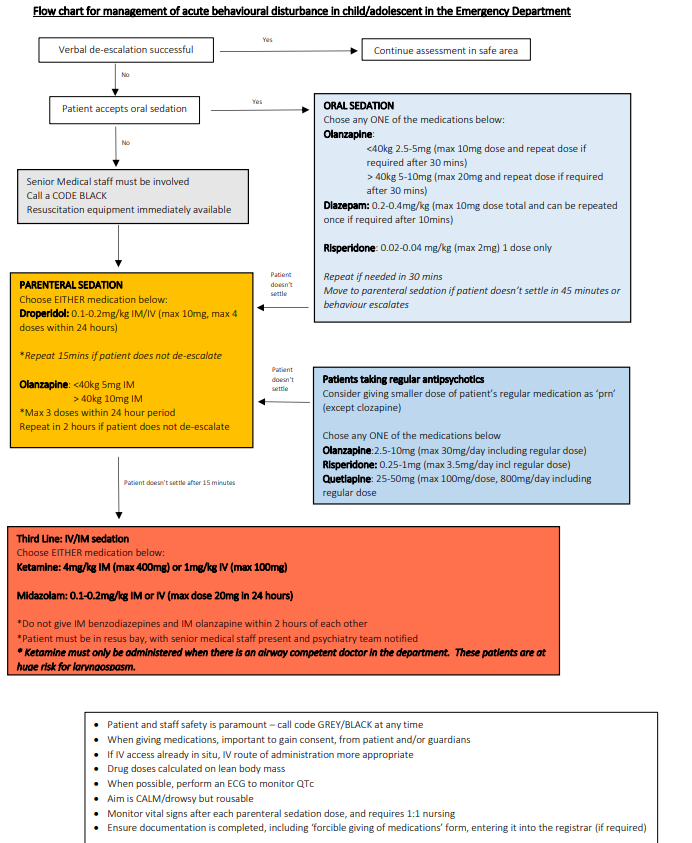 Flow chart for management of acute behavioural disturbance in child/adolescent in the Emergency Department
Verbal de-escalation successful
Yes
Continue assessment in safe area
No
Patient accepts oral sedation
Yes
ORAL SEDATION
Chose any ONE of the medications below:
Olanzapine:
<40kg 2.5-5mg (max 10mg dose and repeat dose if
required after 30 mins)
> 40kg 5-10mg (max 20mg and repeat dose if required
after 30 mins)
Diazepam: 0.2-0.4mg/kg (max 10mg dose total and can be repeated
once if required after 10mins)
Risperidone: 0.02-0.04 mg/kg (max 2mg) 1 dose only
Repeat if needed in 30 mins
Move to parenteral sedation if patient doesn't settle in 45 minutes or
behaviour escalates
No
Senior Medical staff must be involved
Call a CODE BLACK
Resuscitation equipment immediately available
Patient
doesn't
settle
PARENTERAL SEDATION
Choose EITHER medication below:
Droperidol: 0.1-0.2mg/kg IM/IV (max 10mg, max 4
doses within 24 hours)
*Repeat 15mins if patient does not de-escalate
Olanzapine: <40kg 5mg IM
> 40kg 10mg IM
*Max 3 doses within 24 hour period
Repeat in 2 hours if patient does not de-escalate
Patient
doesn't
settle
Patients taking regular antipsychotics
Consider giving smaller dose of patient's regular medication as 'prn'
(except clozapine)
Chose any ONE of the medications below
Olanzapine:2.5-10mg (max 30mg/day including regular dose)
Risperidone: 0.25-1mg (max 3.5mg/day incl regular dose)
Quetiapine: 25-50mg (max 100mg/dose, 800mg/day including
regular dose
Patient doesn't settle after 15 minutes
Third Line: IV/IM sedation
Choose EITHER medication below:
Ketamine: 4mg/kg IM (max 400mg) or 1mg/kg IV (max 100mg)
Midazolam: 0.1-0.2mg/kg IM or IV (max dose 20mg in 24 hours)
*Do not give IM benzodiazepines and IM olanzapine within 2 hours of each other
*Patient must be in resus bay, with senior medical staff present and psychiatry team notified
* Ketamine must only be administered when there is an airway competent doctor in the department. These patients are at
huge risk for laryngospasm.
• Patient and staff safety is paramount – call code GREY/BLACK at any time
• When giving medications, important to gain consent, from patient and/or guardians
• If IV access already in situ, IV route of administration more appropriate
• Drug doses calculated on lean body mass
• When possible, perform an ECG to monitor QTc
• Aim is CALM/drowsy but rousable
• Monitor vital signs after each parenteral sedation dose, and requires 1:1 nursing
• Ensure documentation is completed, including 'forcible giving of medications' form, entering it into the registrar (if required)